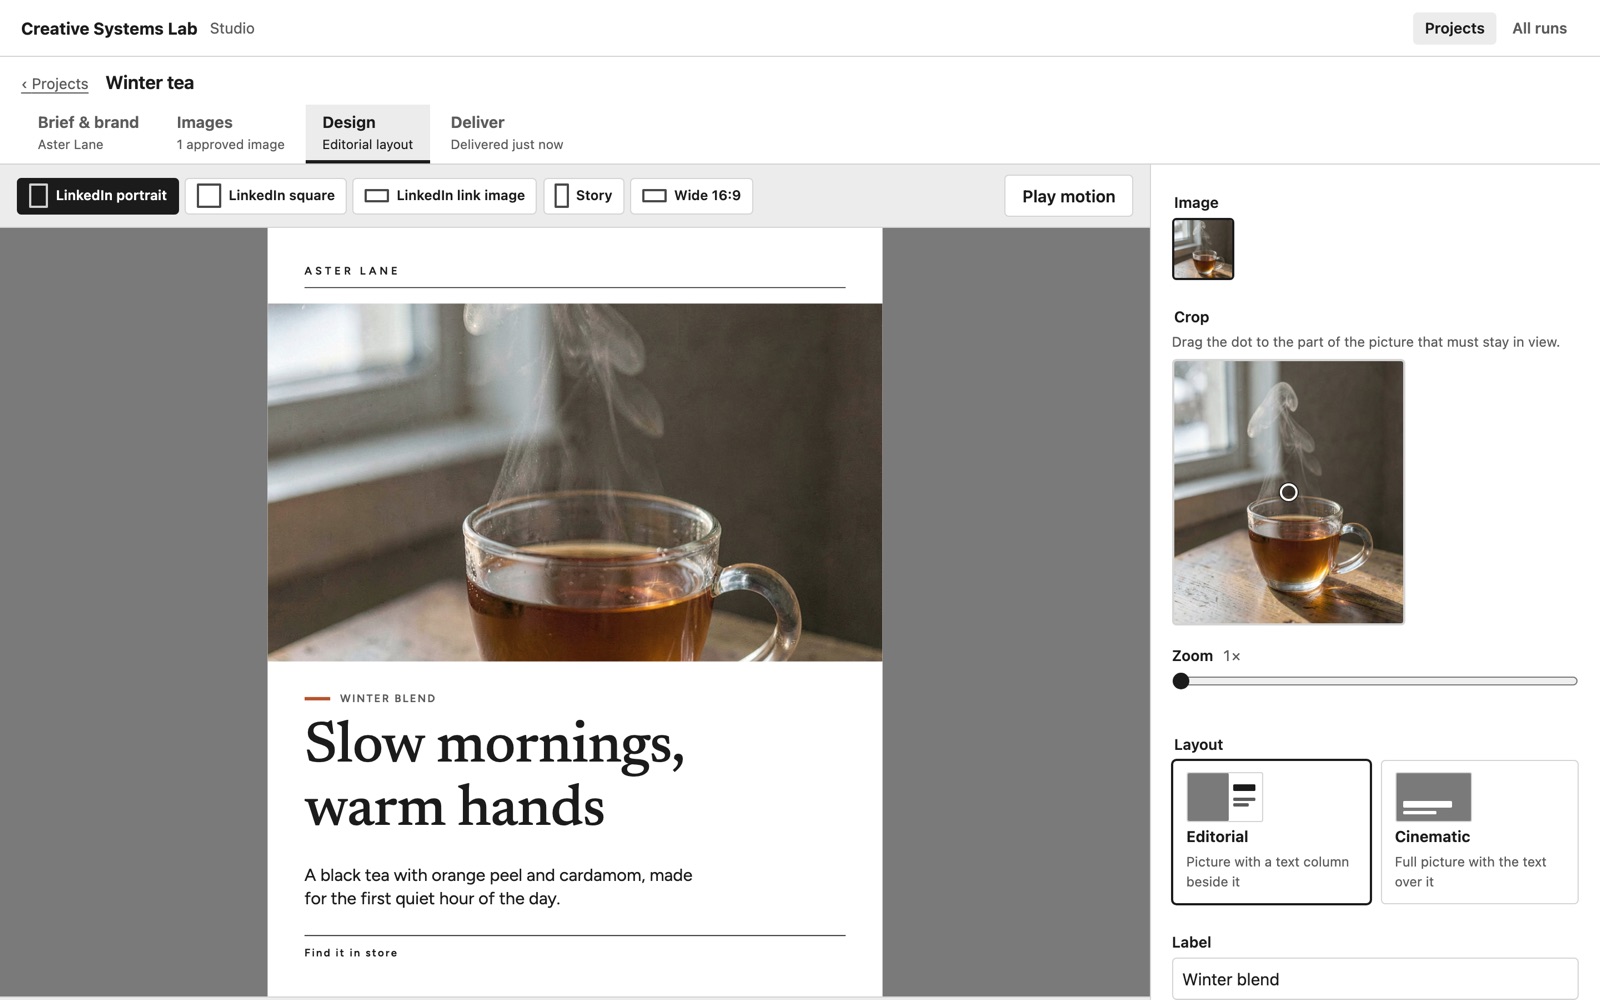 Creative Systems Lab Studio
Projects
All runs
‹ Projects
Winter tea
Brief & brand
Aster Lane
Images
1 approved image
Design
Editorial layout
Deliver
Delivered just now
LinkedIn portrait
LinkedIn square
LinkedIn link image
Story
Wide 16:9
Play motion
ASTER LANE
WINTER BLEND
Slow mornings,
warm hands
A black tea with orange peel and cardamom, made
for the first quiet hour of the day.
Find it in store
Image
Crop
Drag the dot to the part of the picture that must stay in view.
Zoom 1×
Layout
Editorial
Picture with a text column
beside it
Cinematic
Full picture with the text
over it
Label
Winter blend